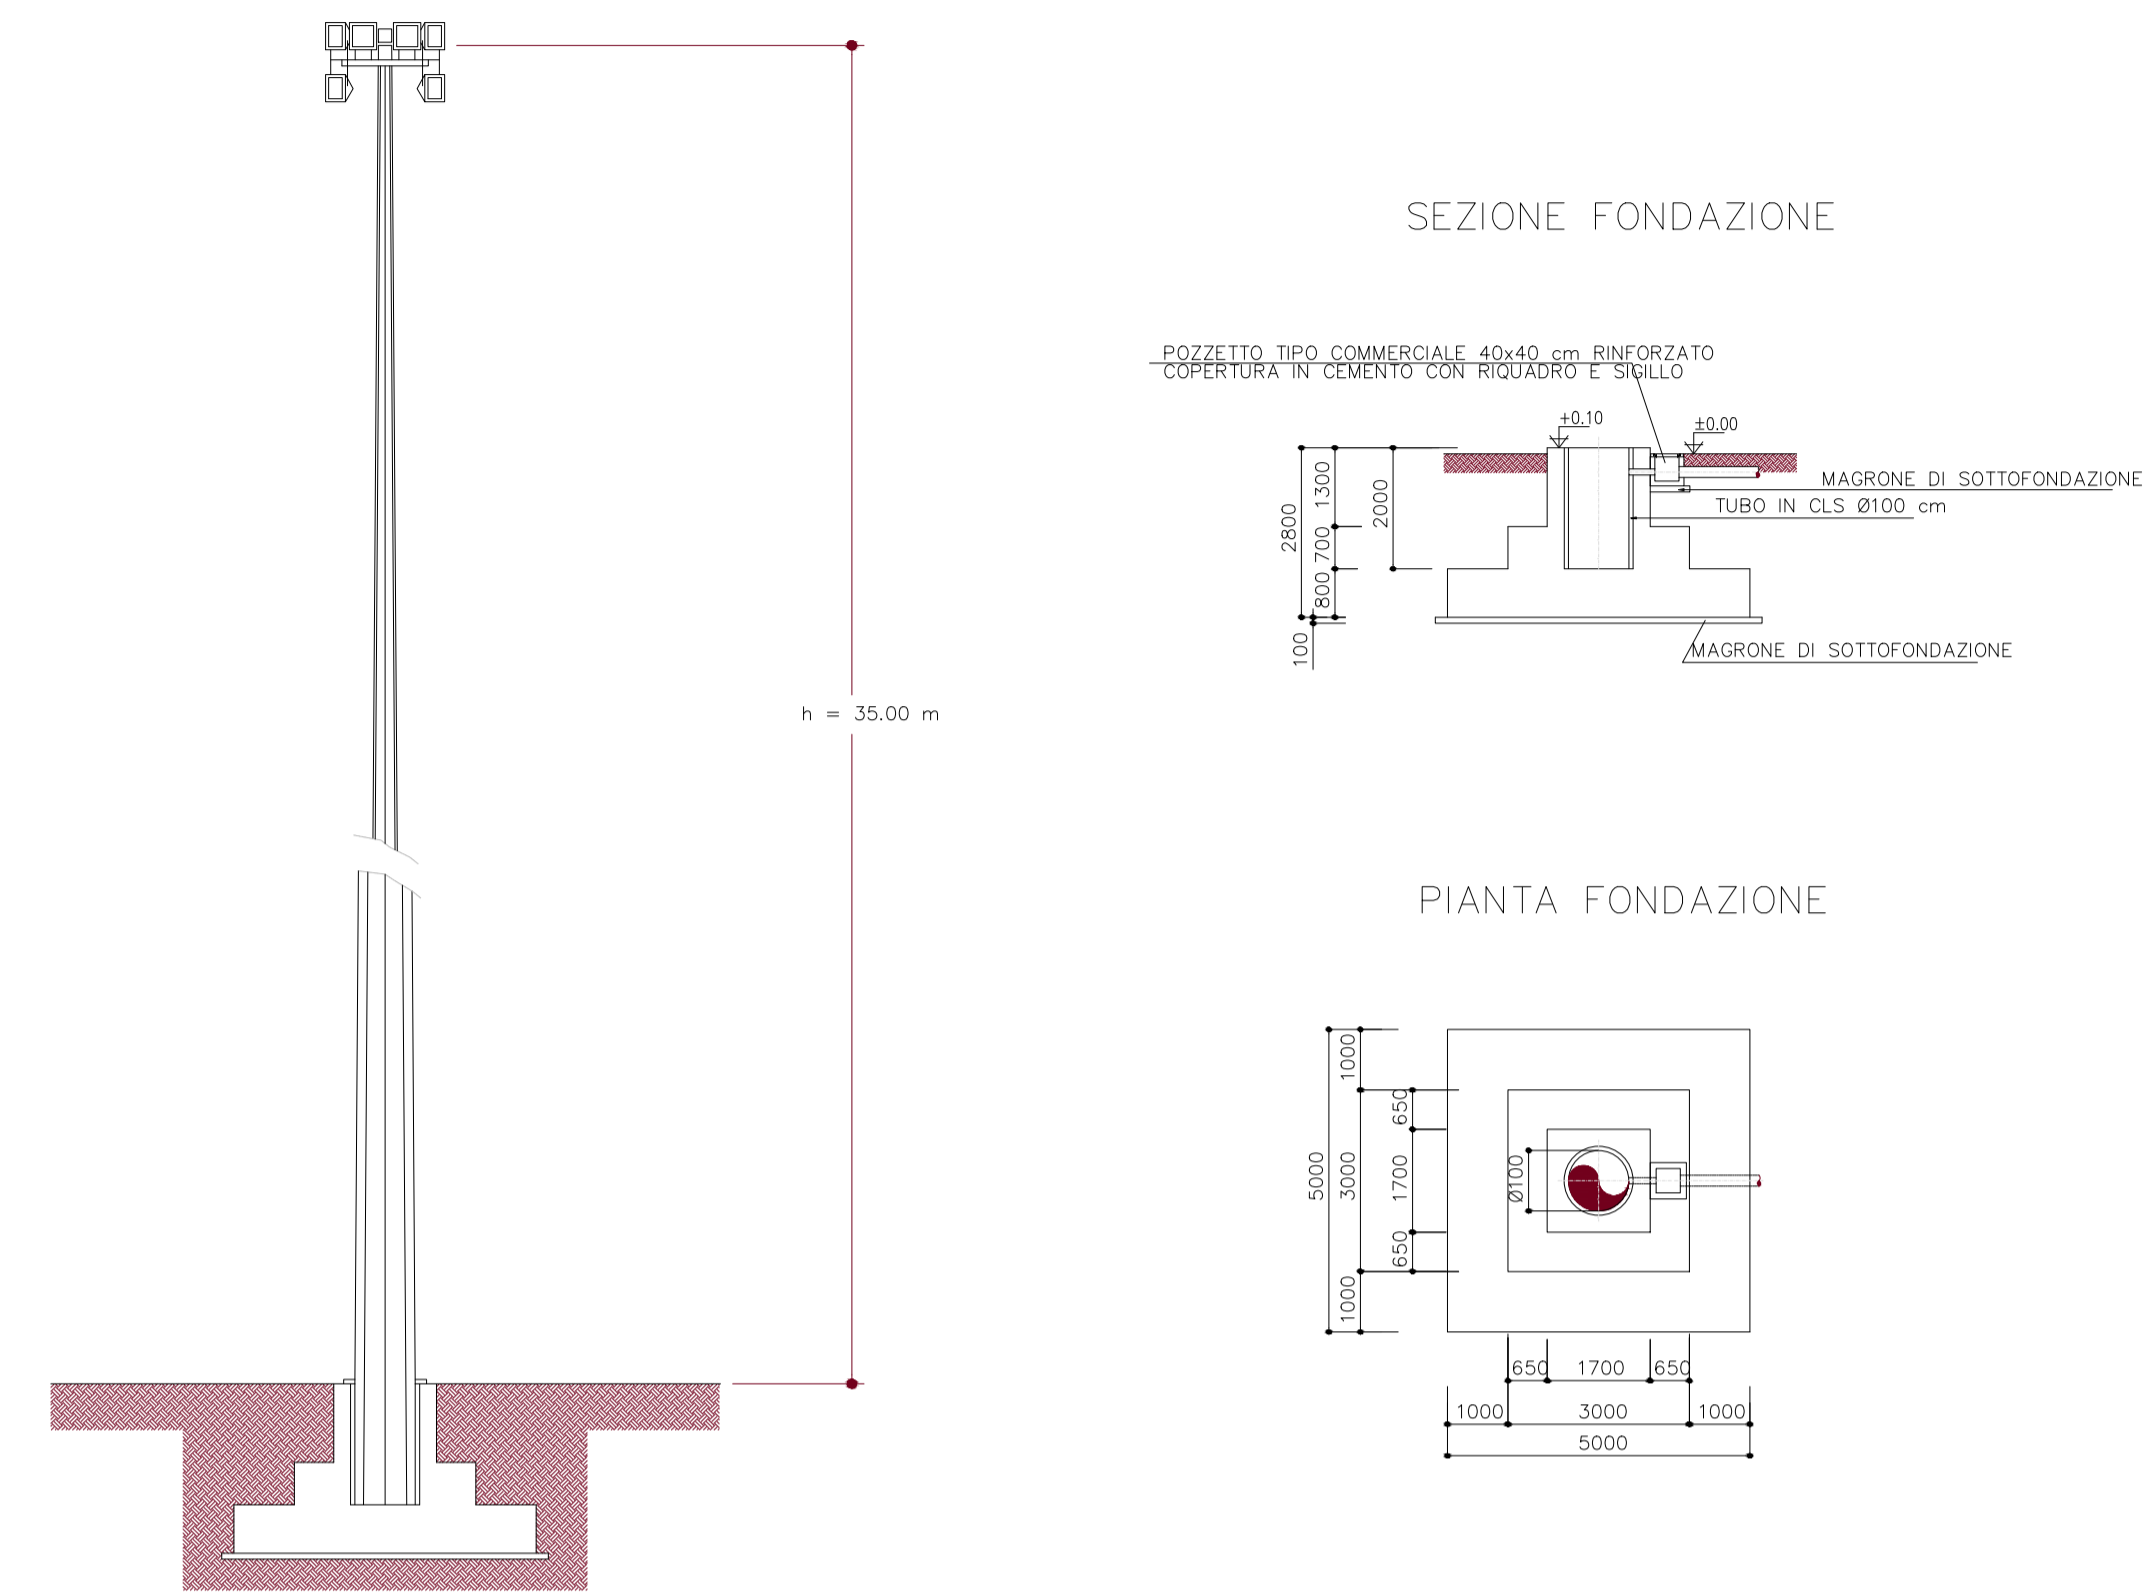 SEZIONE FONDAZIONE
POZZETTO TIPO COMMERCIALE 40x40 cm RINFORZATO
COPERTURA IN CEMENTO CON RIQUADRO E SIGILLO
+0.10
±0.00
MAGRONE DI SOTTOFONDAZIONE
TUBO IN CLS Ø100 cm
2800
1300
700
800
2000
100
MAGRONE DI SOTTOFONDAZIONE
h = 35.00 m
PIANTA FONDAZIONE
5000
1000
3000
1000
650
1700
650
Ø100
650 1700 650
1000 3000 1000
5000